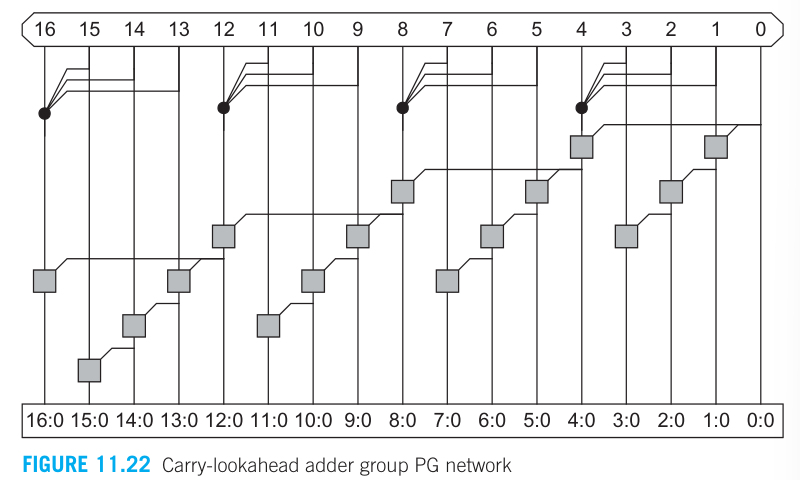 16 15 14 13 12 11 10 9 8 7 6 5 4 3 2 1 0
16:0 15:0 14:0 13:0 12:0 11:0 10:0 9:0 8:0 7:0 6:0 5:0 4:0 3:0 2:0 1:0 0:0
FIGURE 11.22 Carry-lookahead adder group PG network